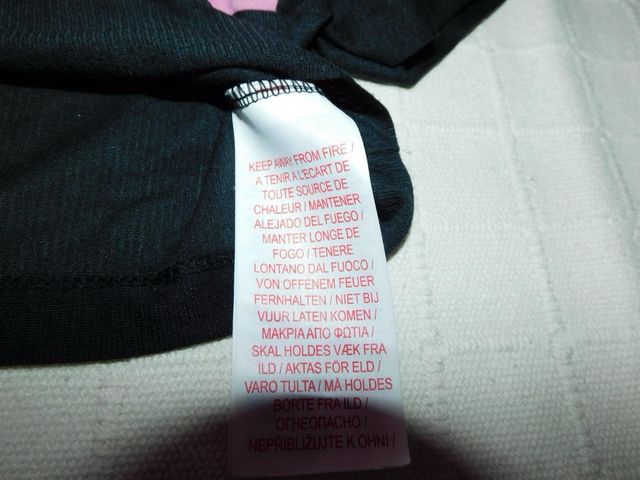 KEEP AWAY FROM FIRE /
A TENIR A L'ECART DE
TOUTE SOURCE DE
CHALEUR / MANTENER
ALEJADO DEL FUEGO /
MANTER LONGE DE
FOGO / TENERE
LONTANO DAL FUOCO /
VON OFFENEM FEUER
FERNHALTEN / NIET BIJ
VUUR LATEN KOMEN /
ΜΑΚΡΙΑ ΑΠΟ ΦΩΤΙΑ /
SKAL HOLDES VÆK FRA
ILD / AKTAS FÖR ELD /
VARO TULTA / MÅ HOLDES
BORTE FRA ILD /
ОГНЕОПАСНО /
NEPŘIBLIŽUJTE K OHNI /